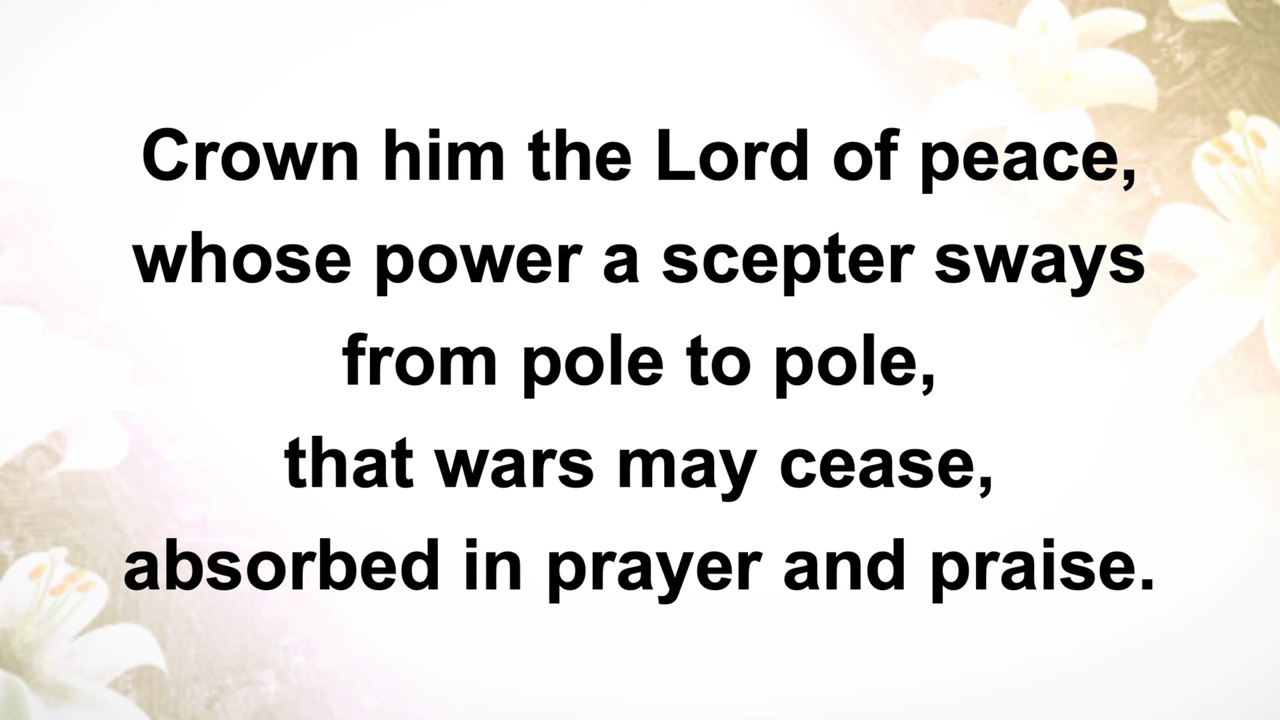 Crown him the Lord of peace,
whose power a scepter sways
from pole to pole,
that wars may cease,
absorbed in prayer and praise.